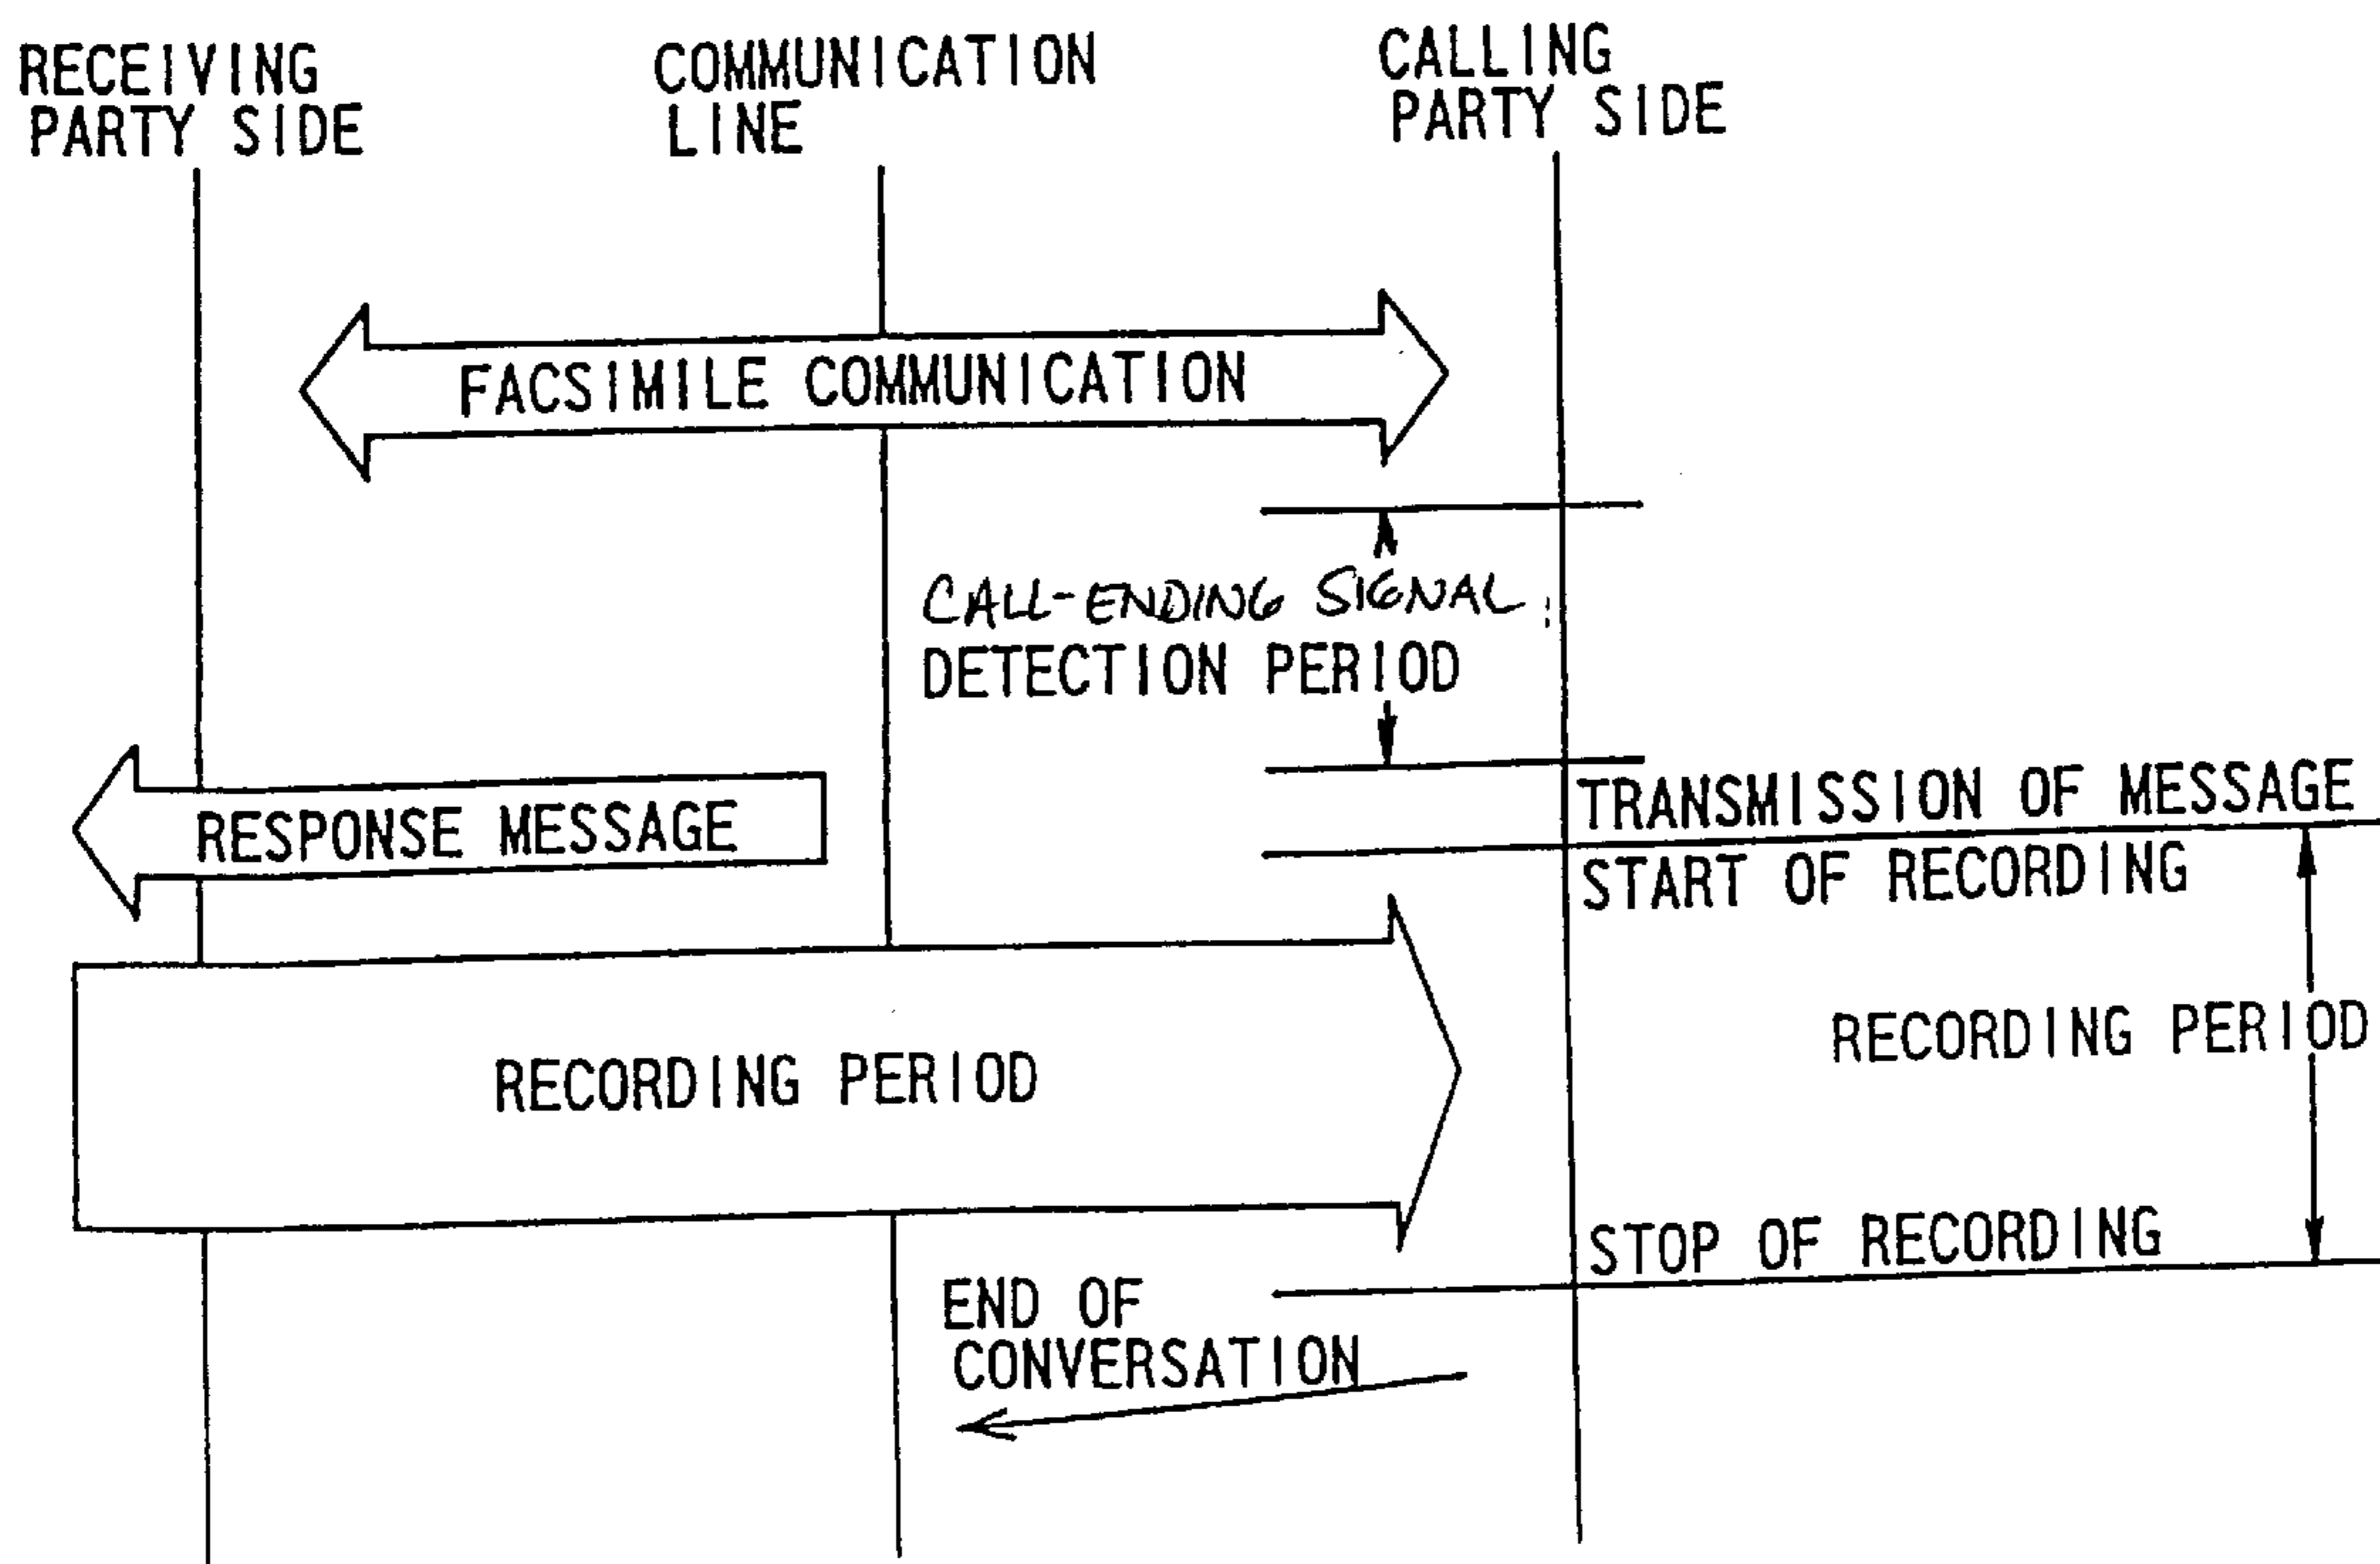 RECEIVING
PARTY SIDE
COMMUNICATION
LINE
CALLING
PARTY SIDE
FACSIMILE COMMUNICATION
CALL-ENDING SIGNAL
DETECTION PERIOD
RESPONSE MESSAGE
TRANSMISSION OF MESSAGE
START OF RECORDING
RECORDING PERIOD
RECORDING PERIOD
STOP OF RECORDING
END OF
CONVERSATION